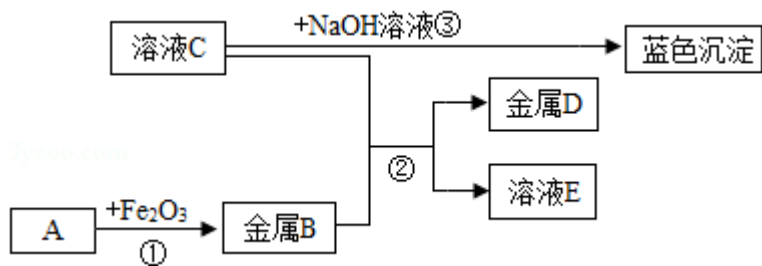 +NaOH溶液③
溶液C
蓝色沉淀
金属D
②
溶液E
+Fe₂O₃
A
金属B
①